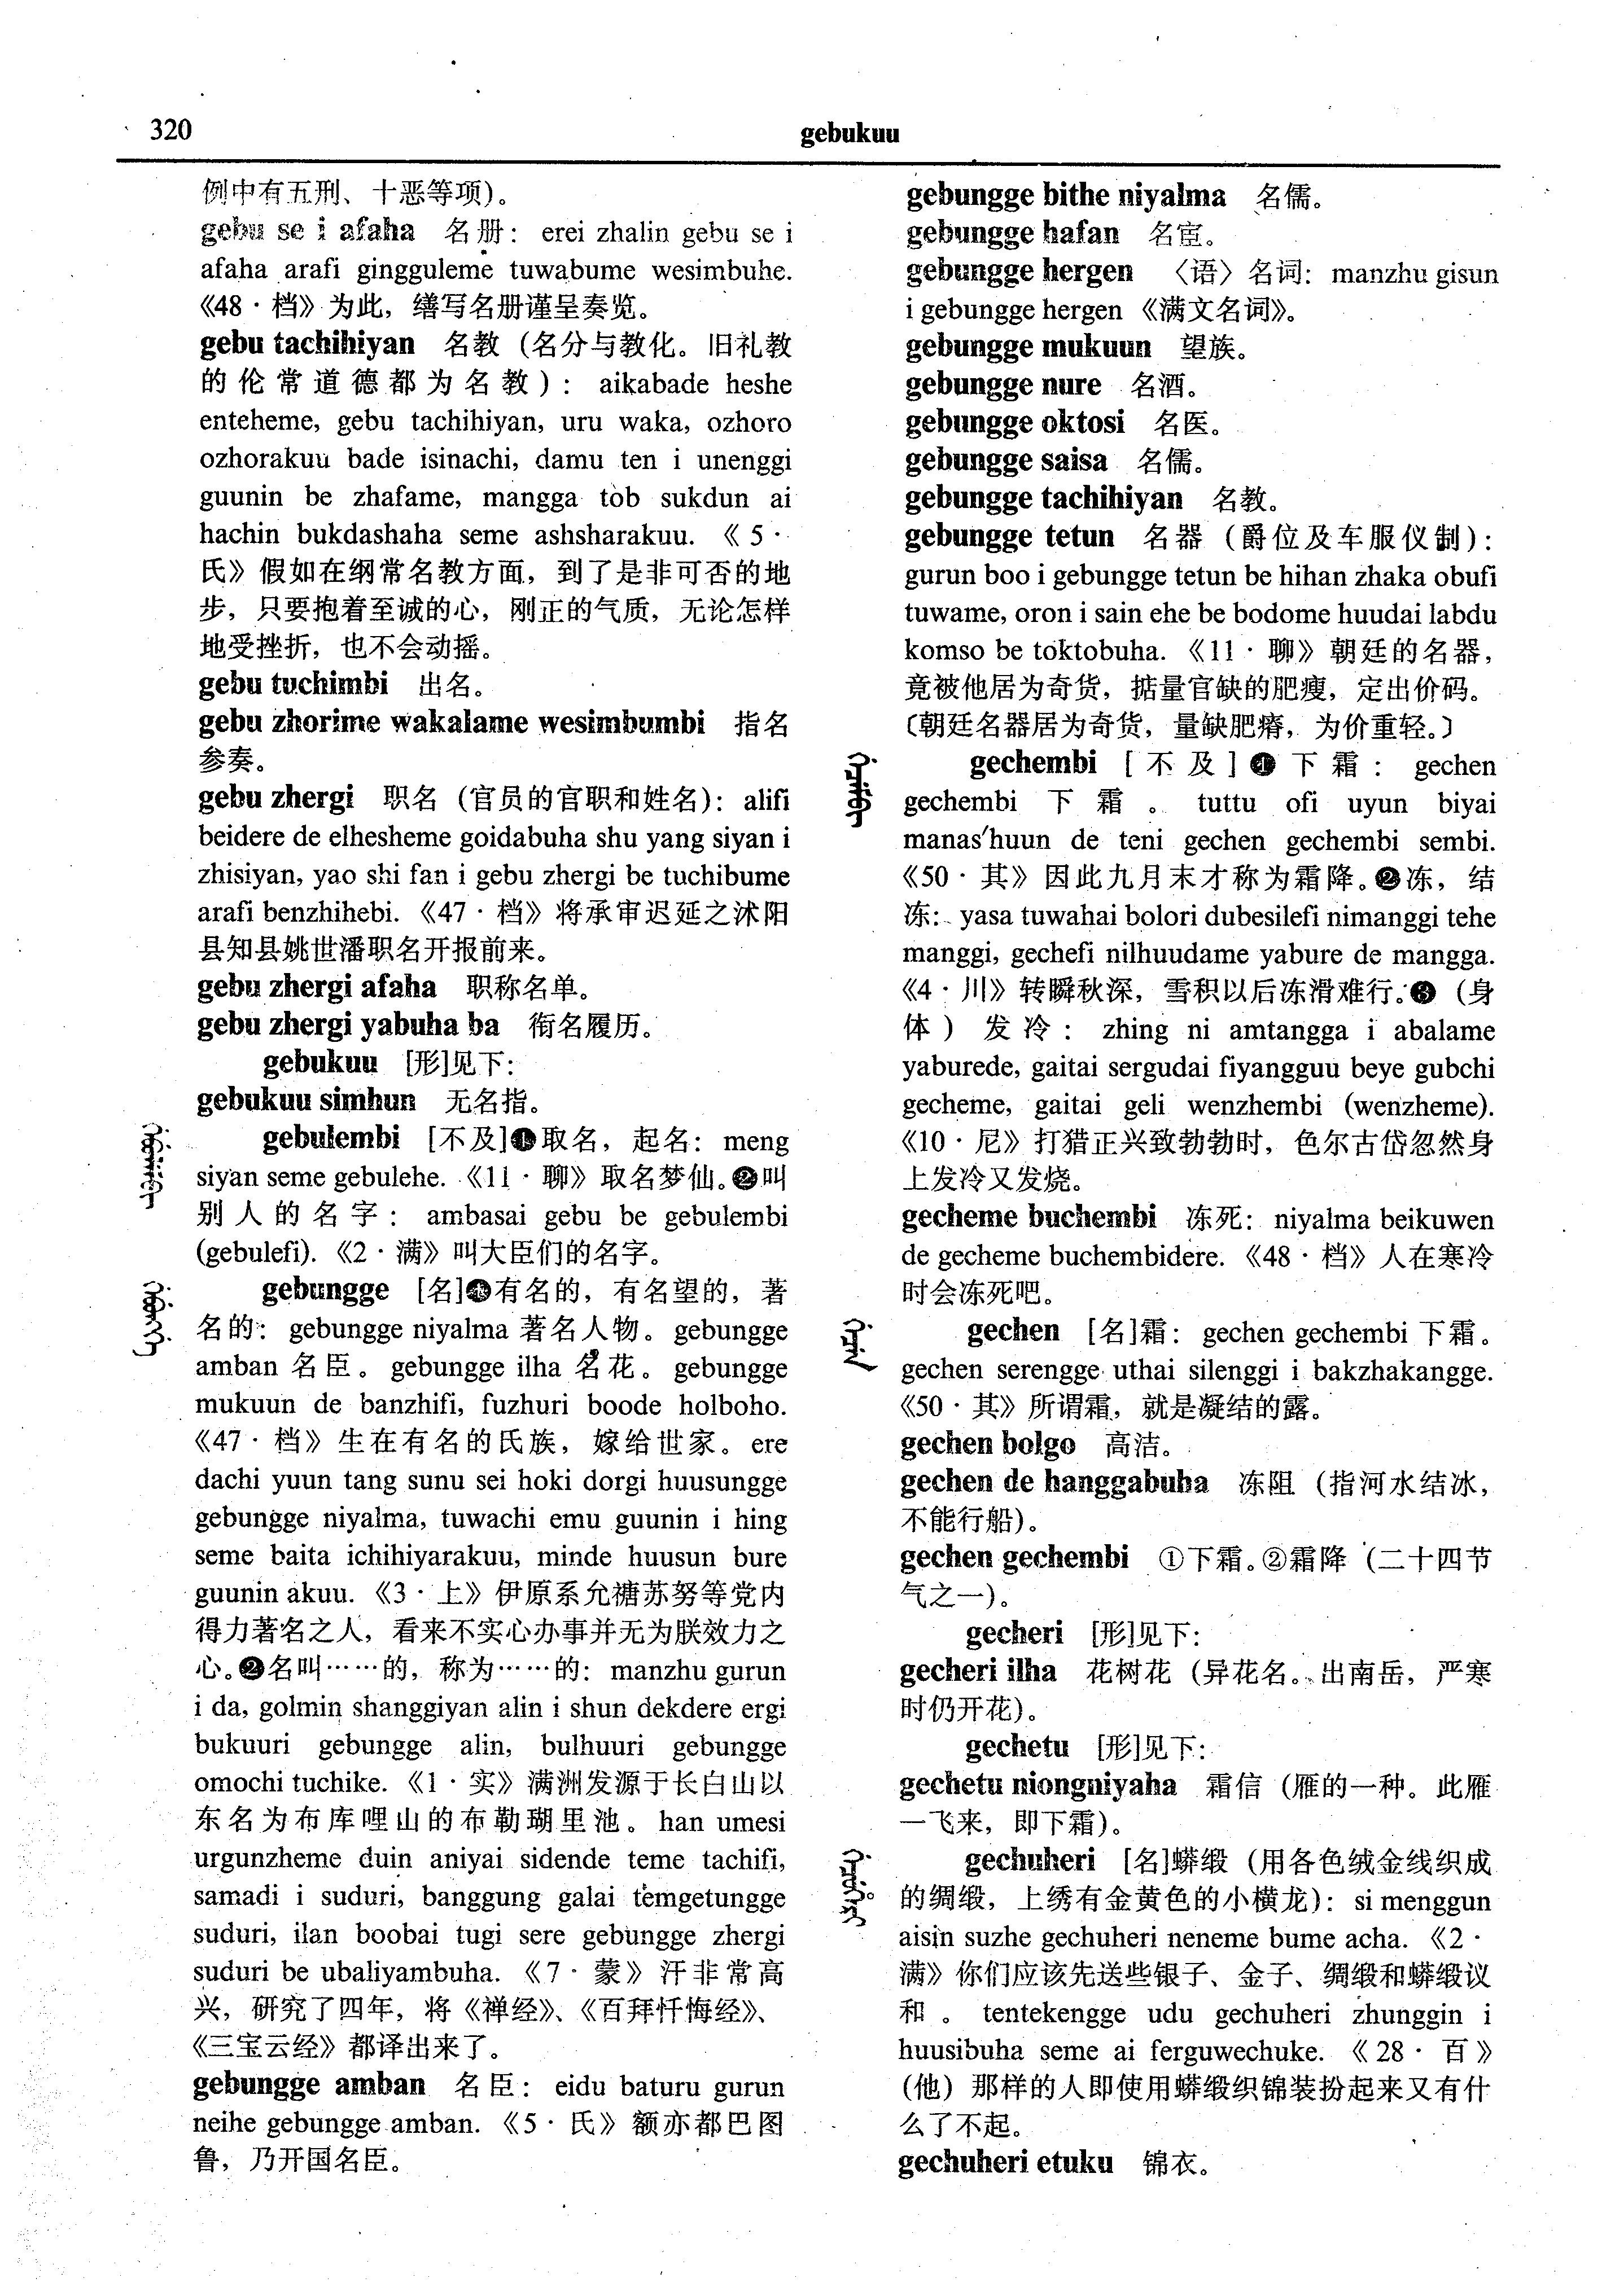 320
gebukuu
例中有五刑、十恶等项)。
gebu se i afaha 名册: erei zhalin gebu se i
afaha arafi gingguleme tuwabume wesimbuhe.
《48·档》为此, 缮写名册谨呈奏览。
gebu tachihiyan 名教 (名分与教化。旧礼教
的伦常道德都为名教): aikabade heshe
enteheme, gebu tachihiyan, uru waka, ozhoro
ozhorakuu bade isinachi, damu ten i unenggi
guunin be zhafame, mangga tob sukdun ai
hachin bukdashaha seme ashsharakuu. 《5·
氏》假如在纲常名教方面, 到了是非可否的地
步, 只要抱着至诚的心, 刚正的气质, 无论怎样
地受挫折, 也不会动摇。
gebu tuchimbi 出名。
gebu zhorime wakalame wesimbumbi 指名
参奏。
gebu zhergi 职名 (官员的官职和姓名): alifi
beidere de elhesheme goidabuha shu yang siyan i
zhisiyan, yao shi fan i gebu zhergi be tuchibume
arafi benzhihebi. 《47·档》将承审迟延之沭阳
县知县姚世潘职名开报前来。
gebu zhergi afaha 职称名单。
gebu zhergi yabuha ba 衔名履历。
gebukuu [形]见下:
gebukuu simhun 无名指。
gebulembi [不及]❶取名, 起名: meng
siyan seme gebulehe. 《11·聊》取名梦仙。❷叫
别人的名字: ambasai gebu be gebulembi
(gebulefi). 《2·满》叫大臣们的名字。
gebungge [名]❶有名的, 有名望的, 著
名的: gebungge niyalma 著名人物。gebungge
amban 名臣。gebungge ilha 名花。gebungge
mukuun de banzhifi, fuzhuri boode holboho.
《47·档》生在有名的氏族, 嫁给世家。ere
dachi yuun tang sunu sei hoki dorgi huusungge
gebungge niyalma, tuwachi emu guunin i hing
seme baita ichihiyarakuu, minde huusun bure
guunin akuu. 《3·上》伊原系允禟苏努等党内
得力著名之人, 看来不实心办事并无为朕效力之
心。❷名叫……的, 称为……的: manzhu gurun
i da, golmin shanggiyan alin i shun dekdere ergi
bukuuri gebungge alin, bulhuuri gebungge
omochi tuchike. 《1·实》满洲发源于长白山以
东名为布库哩山的布勒瑚里池。han umesi
urgunzheme duin aniyai sidende teme tachifi,
samadi i suduri, banggung galai temgetungge
suduri, ilan boobai tugi sere gebungge zhergi
suduri be ubaliyambuha. 《7·蒙》汗非常高
兴, 研究了四年, 将《禅经》、《百拜忏悔经》、
《三宝云经》都译出来了。
gebungge amban 名臣: eidu baturu gurun
neihe gebungge amban. 《5·氏》额亦都巴图
鲁, 乃开国名臣。
gebungge bithe niyalma 名儒。
gebungge hafan 名宦。
gebungge hergen 〈语〉名词: manzhu gisun
i gebungge hergen《满文名词》。
gebungge mukuun 望族。
gebungge nure 名酒。
gebungge oktosi 名医。
gebungge saisa 名儒。
gebungge tachihiyan 名教。
gebungge tetun 名器 (爵位及车服仪制):
gurun boo i gebungge tetun be hihan zhaka obufi
tuwame, oron i sain ehe be bodome huudai labdu
komso be toktobuha. 《11·聊》朝廷的名器,
竟被他居为奇货, 掂量官缺的肥瘦, 定出价码。
〔朝廷名器居为奇货, 量缺肥瘠, 为价重轻。〕
gechembi [不及]❶下霜: gechen
gechembi 下霜。tuttu ofi uyun biyai
manas'huun de teni gechen gechembi sembi.
《50·其》因此九月末才称为霜降。❷冻, 结
冻: yasa tuwahai bolori dubesilefi nimanggi tehe
manggi, gechefi nilhuudame yabure de mangga.
《4·川》转瞬秋深, 雪积以后冻滑难行。❸ (身
体) 发冷: zhing ni amtangga i abalame
yaburede, gaitai sergudai fiyangguu beye gubchi
gecheme, gaitai geli wenzhembi (wenzheme).
《10·尼》打猎正兴致勃勃时, 色尔古岱忽然身
上发冷又发烧。
gecheme buchembi 冻死: niyalma beikuwen
de gecheme buchembidere. 《48·档》人在寒冷
时会冻死吧。
gechen [名]霜: gechen gechembi 下霜。
gechen serengge uthai silenggi i bakzhakangge.
《50·其》所谓霜, 就是凝结的露。
gechen bolgo 高洁。
gechen de hanggabuha 冻阻 (指河水结冰,
不能行船)。
gechen gechembi ①下霜。②霜降 (二十四节
气之一)。
gecheri [形]见下:
gecheri ilha 花树花 (异花名。出南岳, 严寒
时仍开花)。
gechetu [形]见下:
gechetu niongniyaha 霜信 (雁的一种。此雁
一飞来, 即下霜)。
gechuheri [名]蟒缎 (用各色绒金线织成
的绸缎, 上绣有金黄色的小横龙): si menggun
aisin suzhe gechuheri neneme bume acha. 《2·
满》你们应该先送些银子、金子、绸缎和蟒缎议
和。tentekengge udu gechuheri zhunggin i
huusibuha seme ai ferguwechuke. 《28·百》
(他) 那样的人即使用蟒缎织锦装扮起来又有什
么了不起。
gechuheri etuku 锦衣。